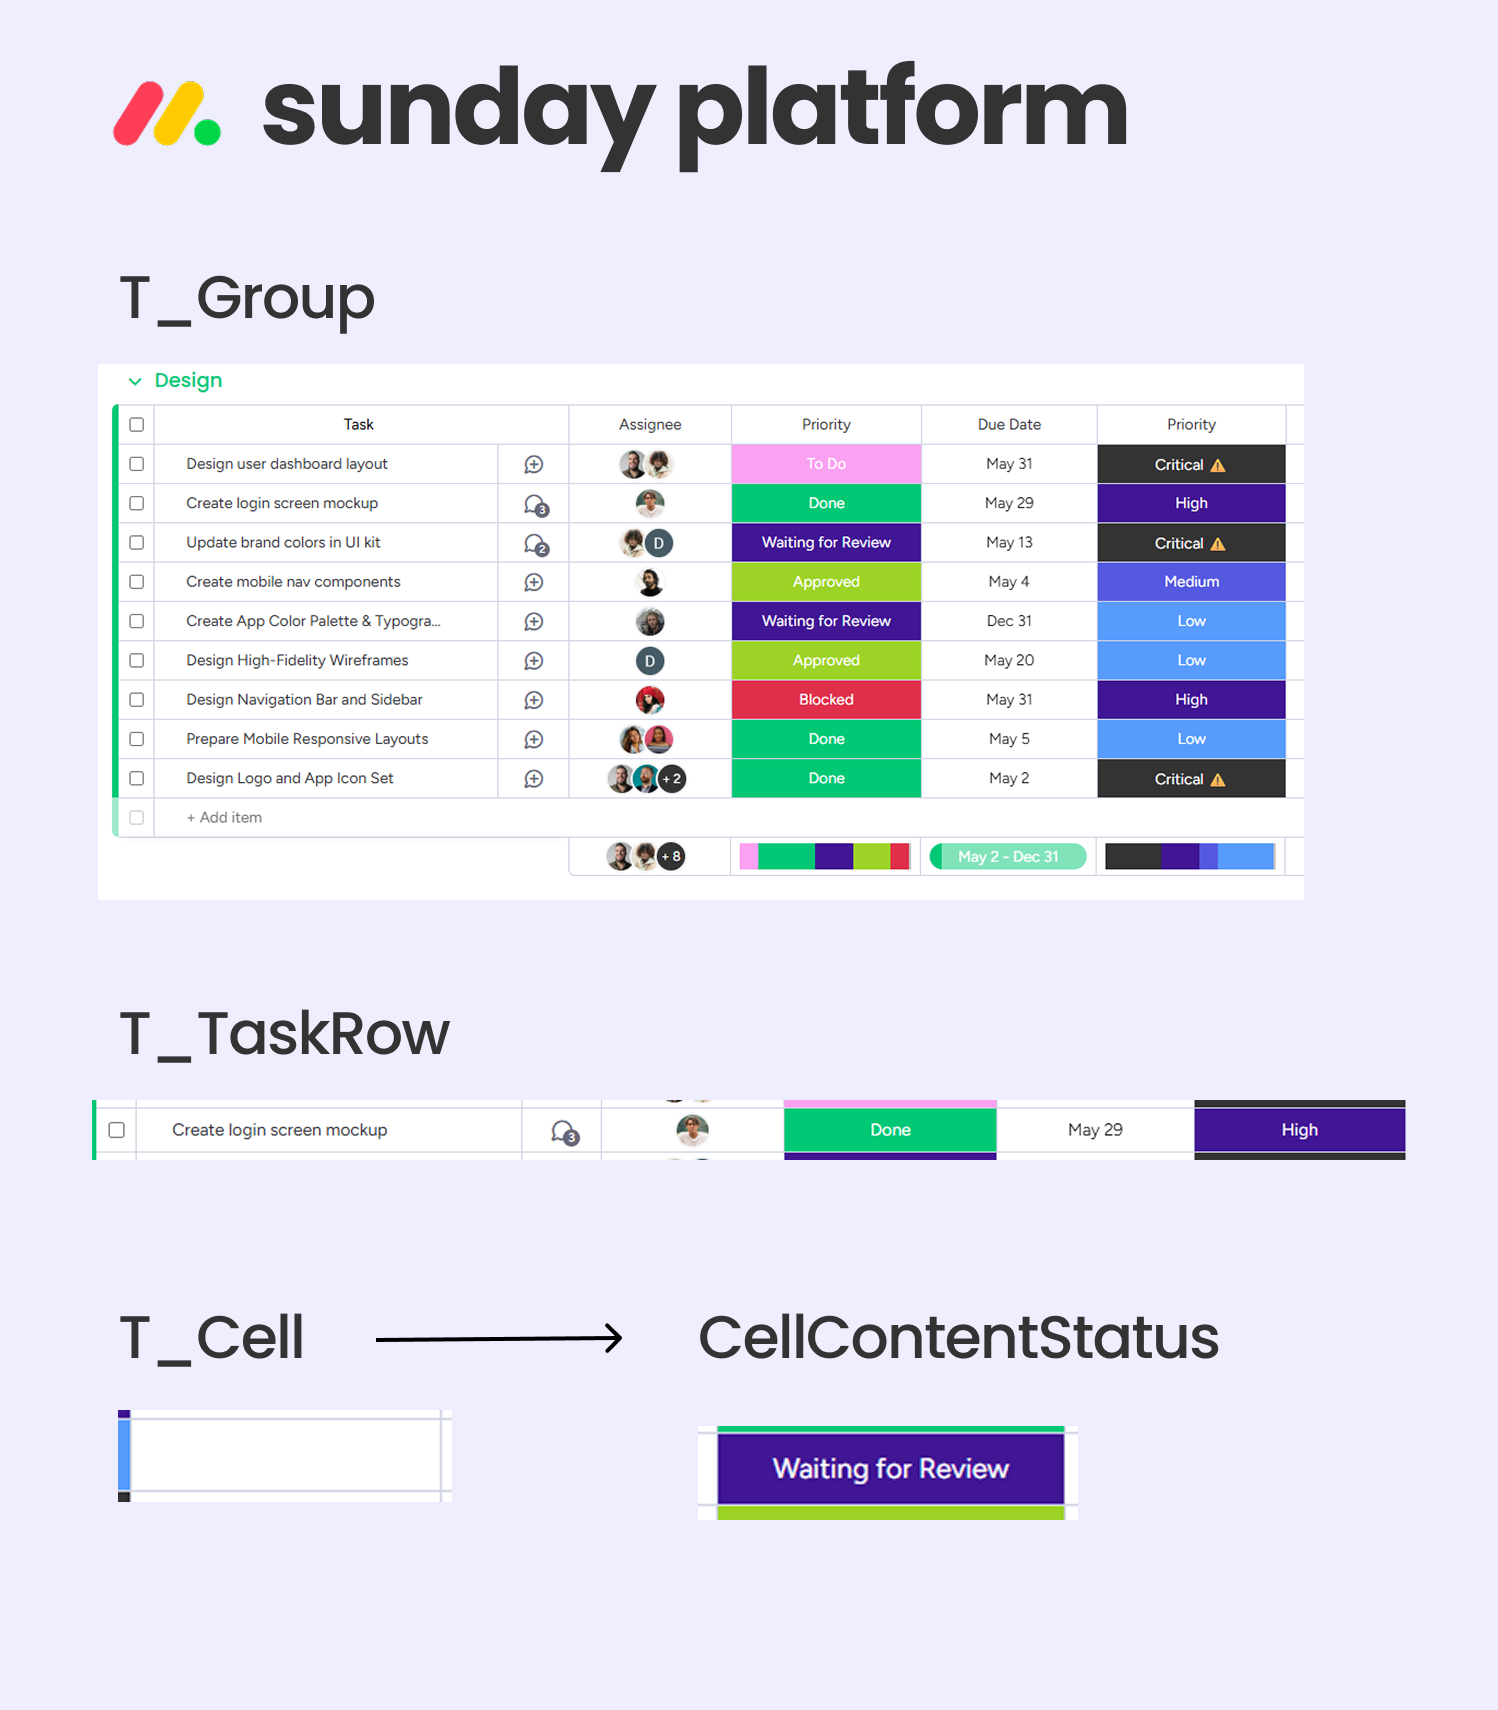 sunday platform
T_Group
Design
Task Assignee Priority Due Date Priority
Design user dashboard layout To Do May 31 Critical
Create login screen mockup 3 Done May 29 High
Update brand colors in UI kit 2 D Waiting for Review May 13 Critical
Create mobile nav components Approved May 4 Medium
Create App Color Palette & Typogra... Waiting for Review Dec 31 Low
Design High-Fidelity Wireframes D Approved May 20 Low
Design Navigation Bar and Sidebar Blocked May 31 High
Prepare Mobile Responsive Layouts Done May 5 Low
Design Logo and App Icon Set + 2 Done May 2 Critical
+ Add item
+ 8 May 2 - Dec 31
T_TaskRow
Create login screen mockup 3 Done May 29 High
T_Cell CellContentStatus
Waiting for Review